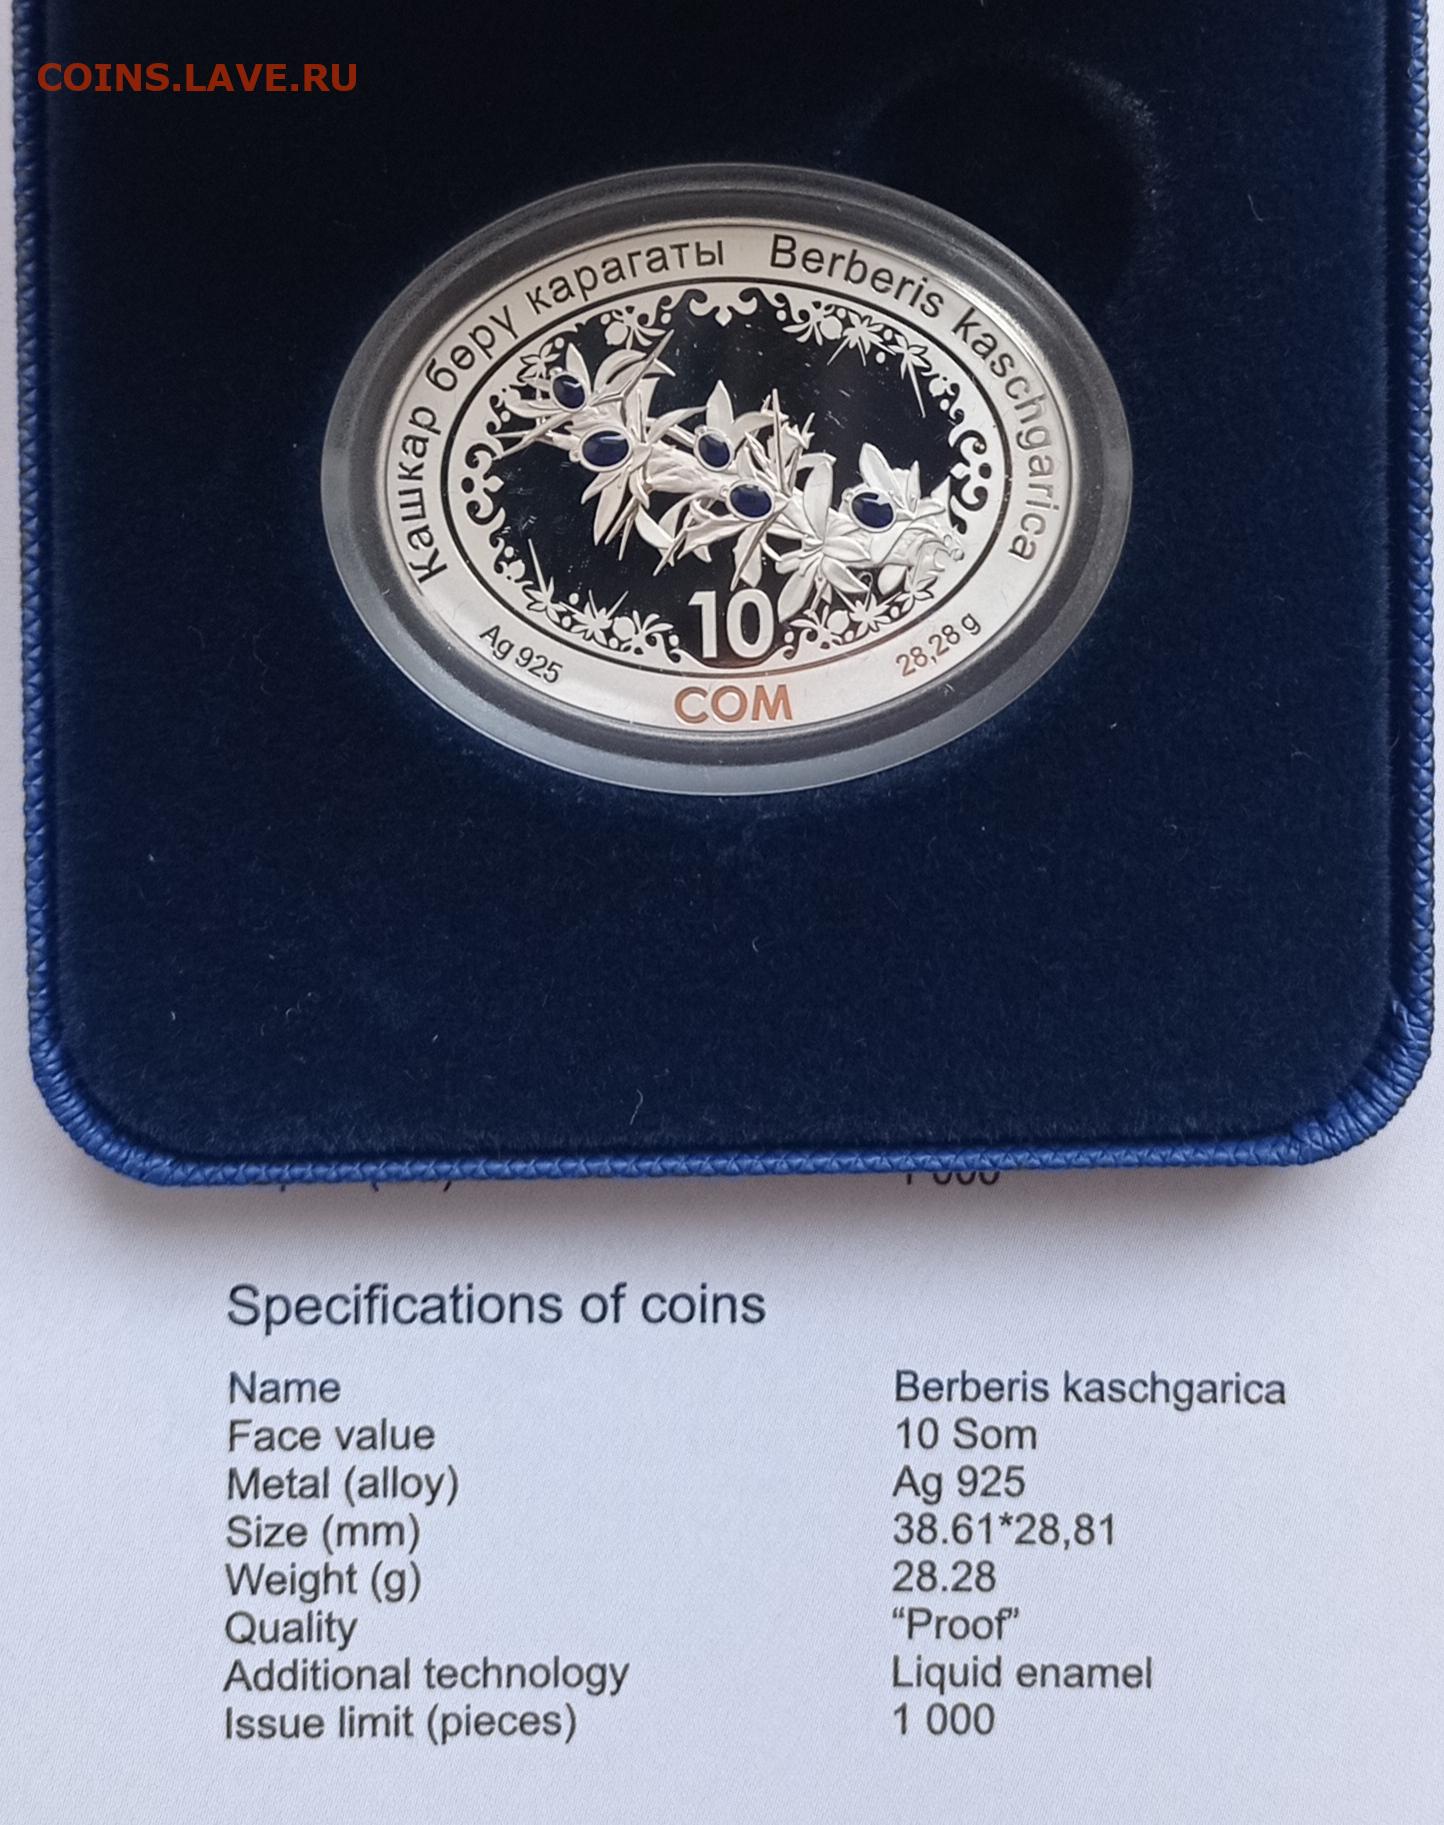 COINS.LAVE.RU
Кашкар бөрү карагаты Berberis kaschgarica
10
Ag 925 28,28 g
СОМ
1 000
Specifications of coins
Name Berberis kaschgarica
Face value 10 Som
Metal (alloy) Ag 925
Size (mm) 38.61*28,81
Weight (g) 28.28
Quality “Proof”
Additional technology Liquid enamel
Issue limit (pieces) 1 000